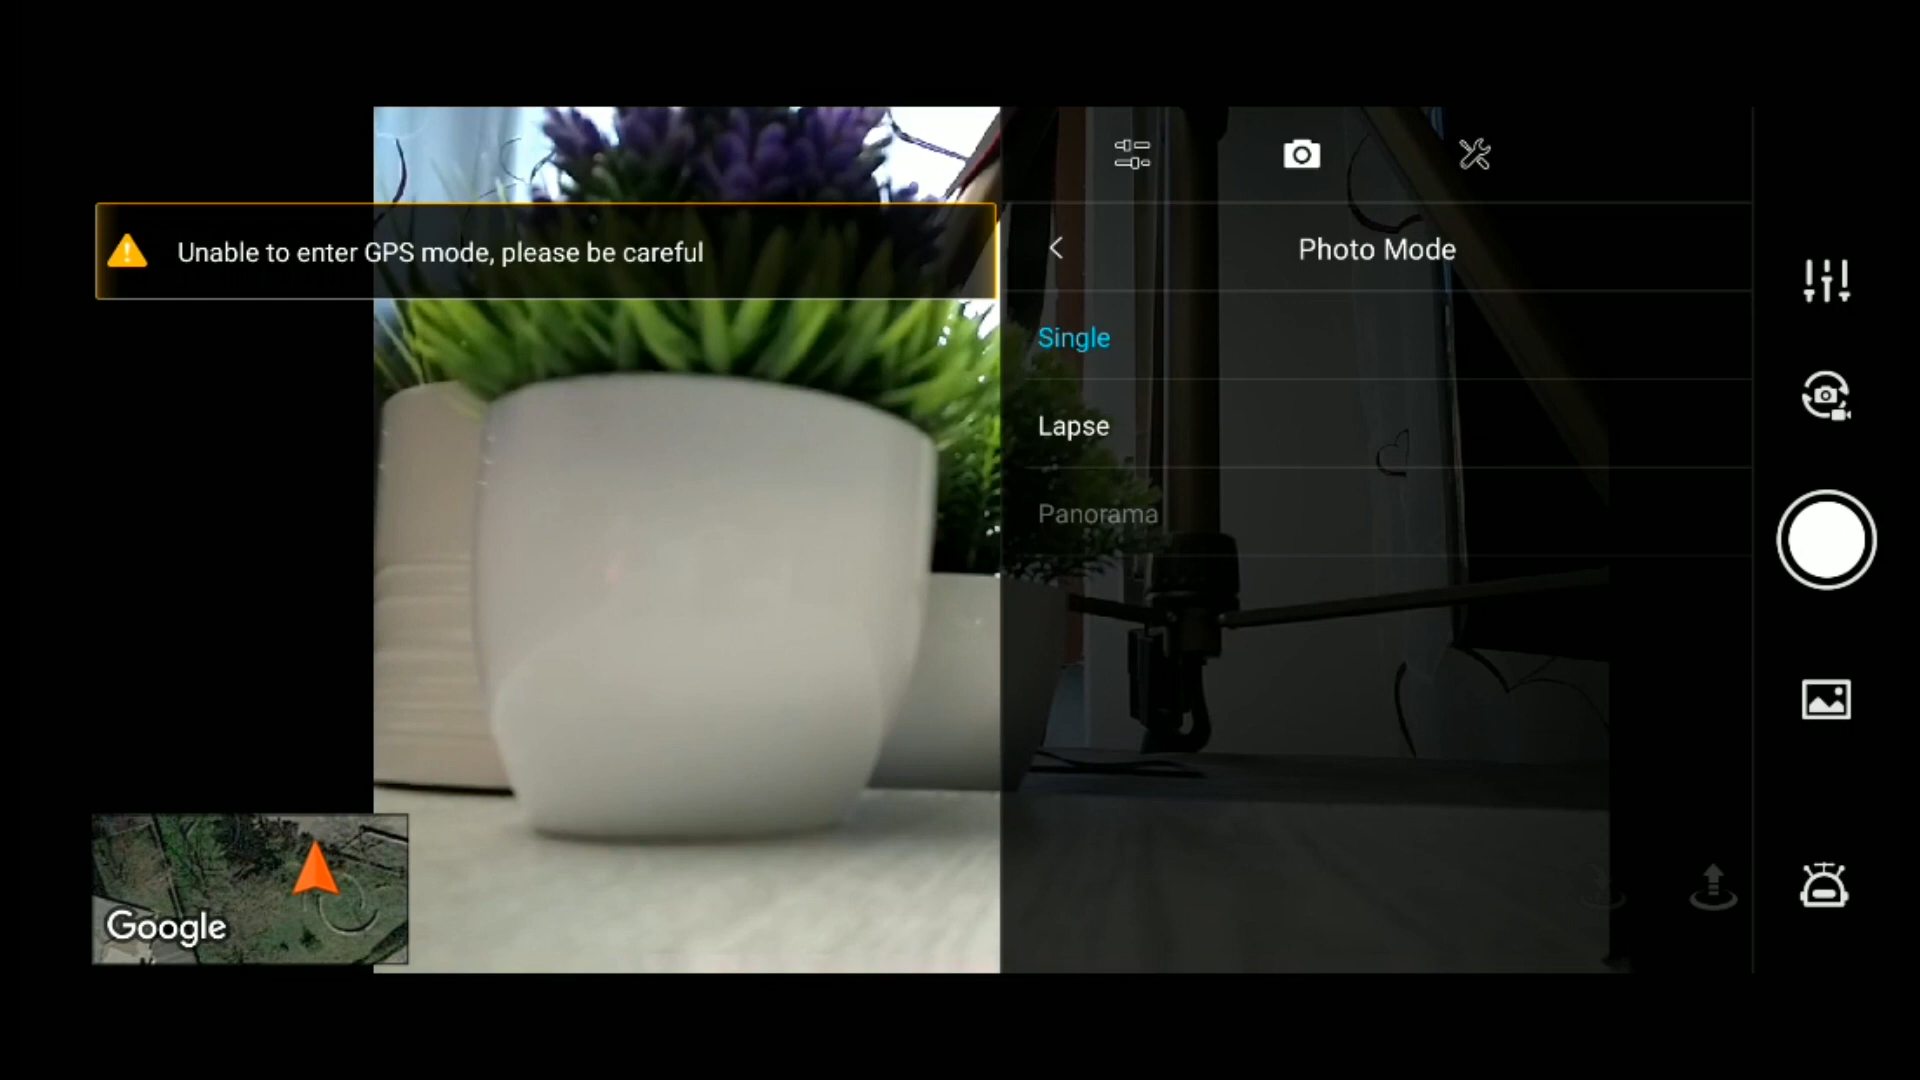 Unable to enter GPS mode, please be careful
Photo Mode
Single
Lapse
Panorama
Google